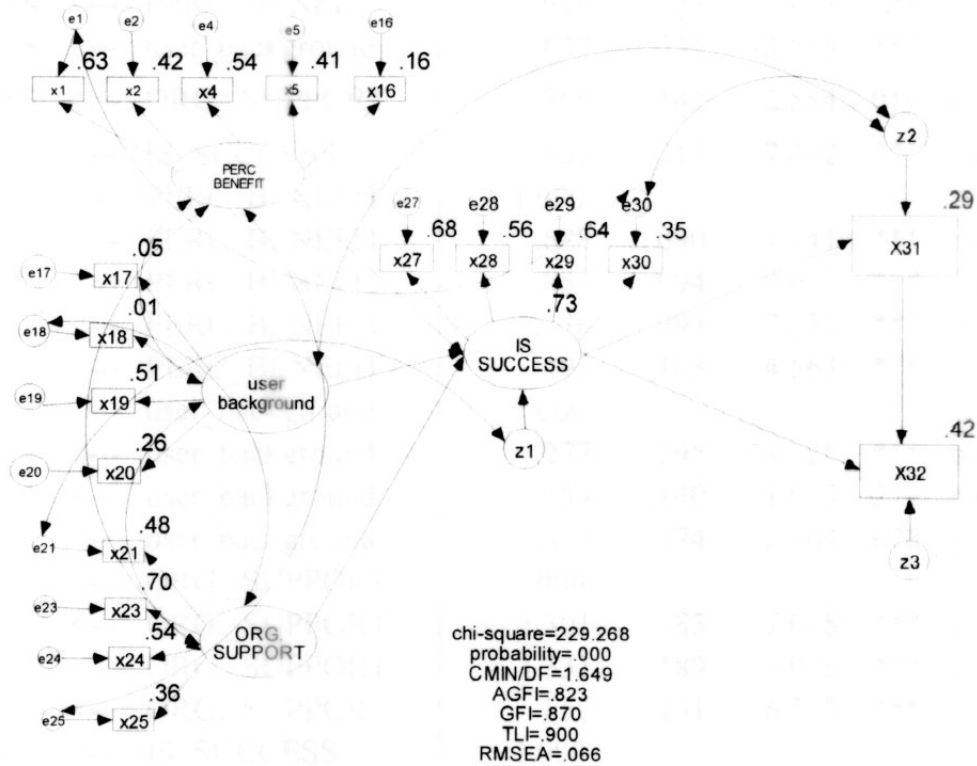 e1 e2 e4 e5 e16
.63 .42 .54 .41 .16
x1 x2 x4 x5 x16
z2
PERC
BENEFIT
e27 e28 e29 e30
.29
.68 .56 .64 .35
.05
x27 x28 x29 x30
X31
e17 x17
.01
.73
e18 x18
IS
SUCCESS
.51
user
background
e19 x19
.42
.26
z1
e20 x20
X32
.48
e21 x21
z3
.70
e23 x23
.54
ORG.
SUPPORT
e24 x24
.36
e25 x25
chi-square=229.268
probability=.000
CMIN/DF=1.649
AGFI=.823
GFI=.870
TLI=.900
RMSEA=.066